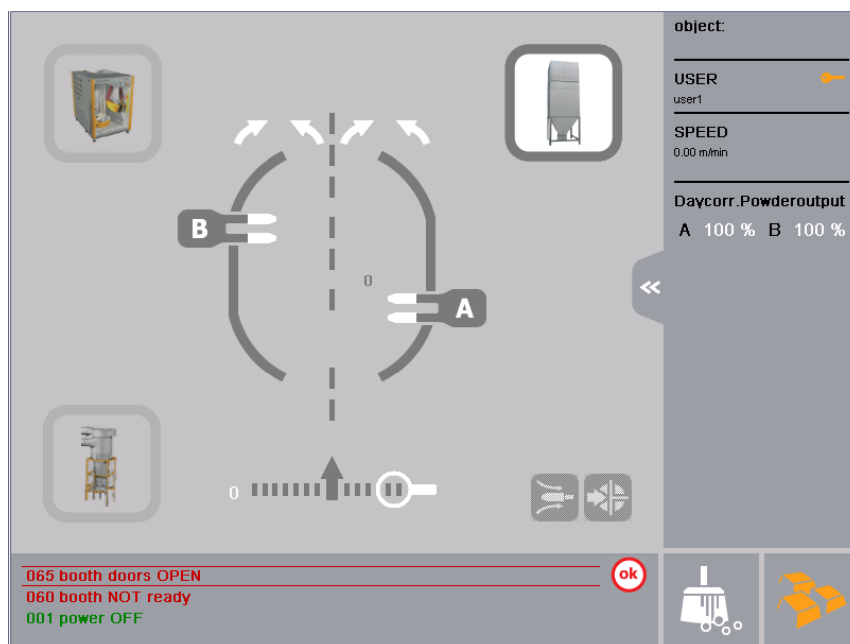 object:
USER
user1
SPEED
0.00 m/min
Daycorr.Powderoutput
A 100 % B 100 %
B
0
A
0
065 booth doors OPEN
ok
060 booth NOT ready
001 power OFF